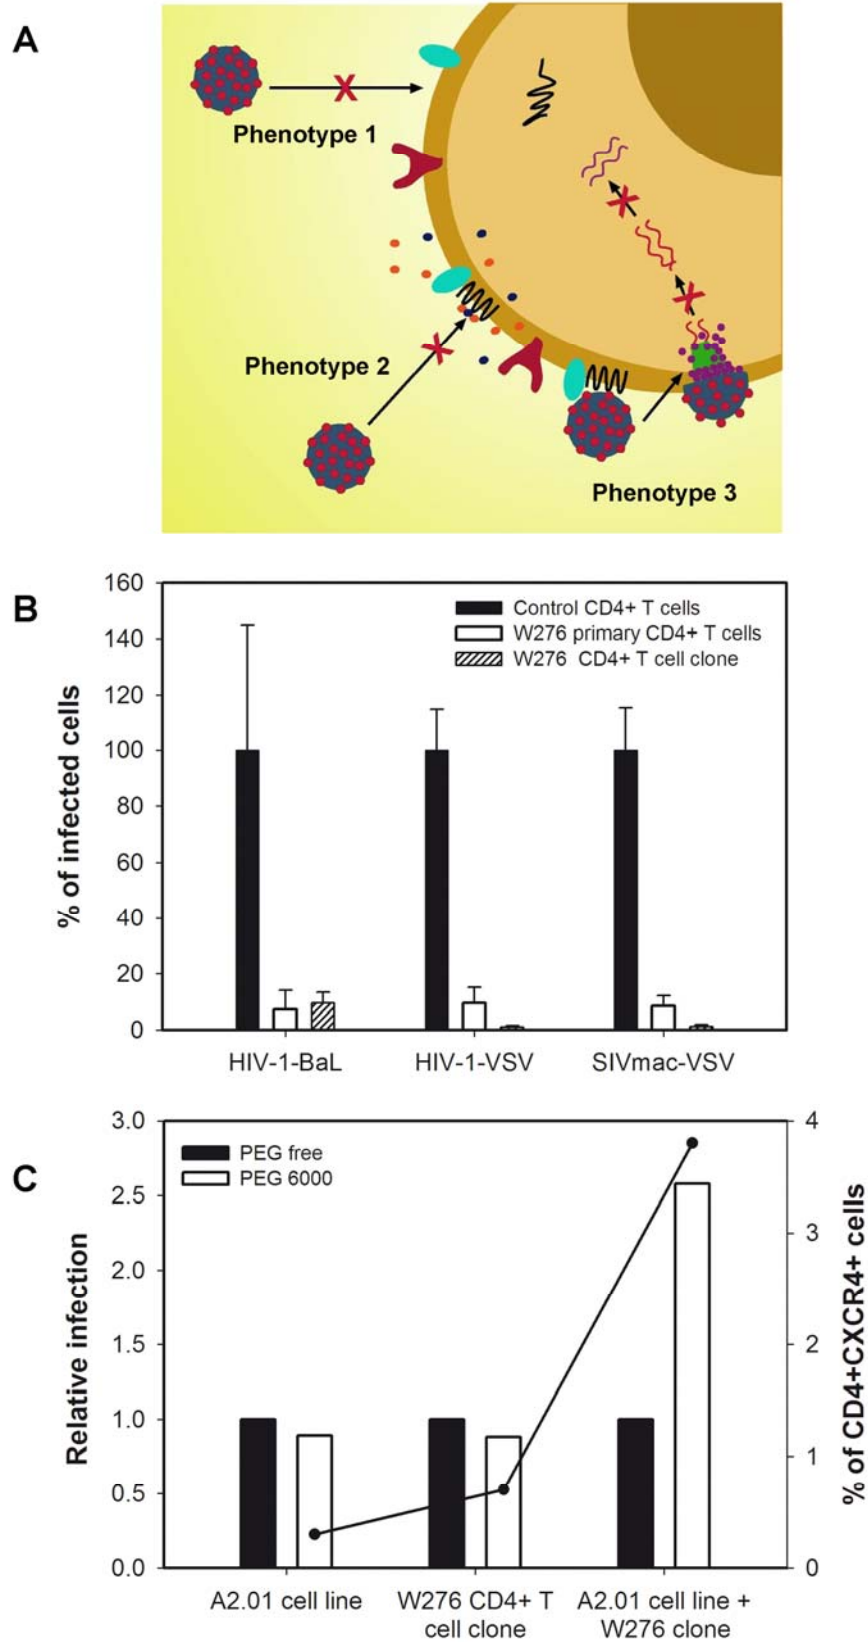 A
Phenotype 1
Phenotype 2
Phenotype 3
B
% of infected cells
160
140
120
100
80
60
40
20
0
Control CD4+ T cells
W276 primary CD4+ T cells
W276 CD4+ T cell clone
HIV-1-BaL
HIV-1-VSV
SIVmac-VSV
C
Relative infection
3.0
2.5
2.0
1.5
1.0
0.5
0.0
PEG free
PEG 6000
4
3
2
1
0
% of CD4+CXCR4+ cells
A2.01 cell line
W276 CD4+ T
cell clone
A2.01 cell line +
W276 clone